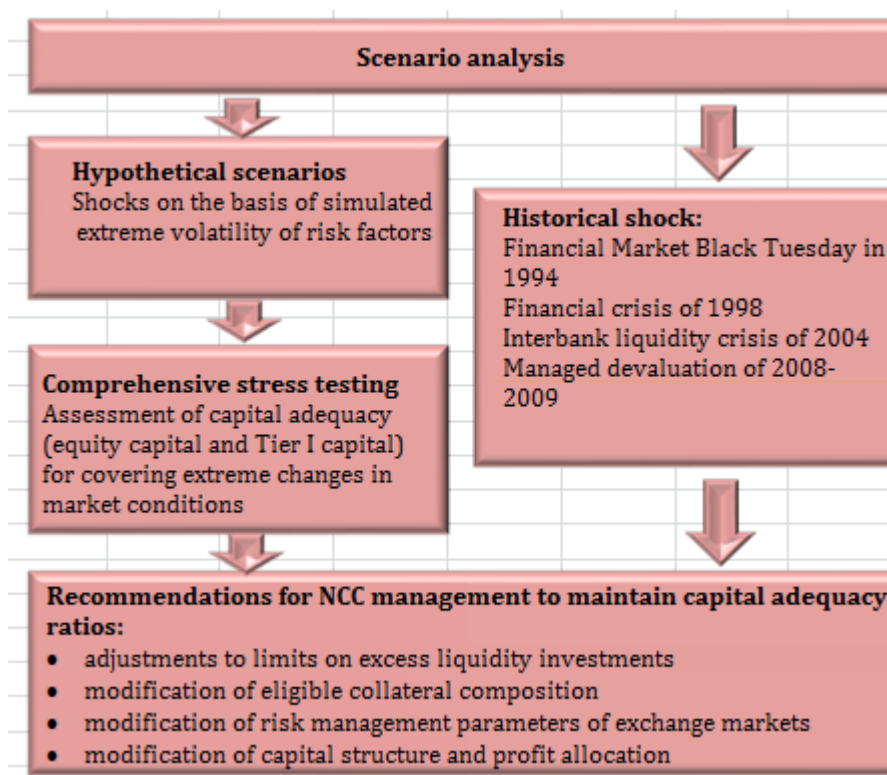 Scenario analysis
Hypothetical scenarios
Shocks on the basis of simulated
extreme volatility of risk factors
Historical shock:
Financial Market Black Tuesday in
1994
Financial crisis of 1998
Interbank liquidity crisis of 2004
Managed devaluation of 2008-
2009
Comprehensive stress testing
Assessment of capital adequacy
(equity capital and Tier I capital)
for covering extreme changes in
market conditions
Recommendations for NCC management to maintain capital adequacy
ratios:
• adjustments to limits on excess liquidity investments
• modification of eligible collateral composition
• modification of risk management parameters of exchange markets
• modification of capital structure and profit allocation